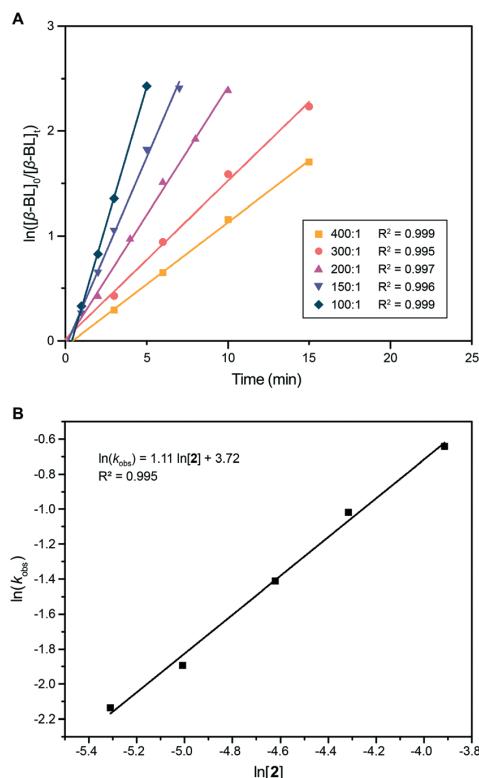 A
ln([β-BL]₀/[β-BL]ₜ)
3
2
1
0
0 5 10 15 20 25
Time (min)
400:1 R² = 0.999
300:1 R² = 0.995
200:1 R² = 0.997
150:1 R² = 0.996
100:1 R² = 0.999
B
ln(k_obs)
ln(k_obs) = 1.11 ln[2] + 3.72
R² = 0.995
-0.6
-0.8
-1.0
-1.2
-1.4
-1.6
-1.8
-2.0
-2.2
-5.4 -5.2 -5.0 -4.8 -4.6 -4.4 -4.2 -4.0 -3.8
ln[2]